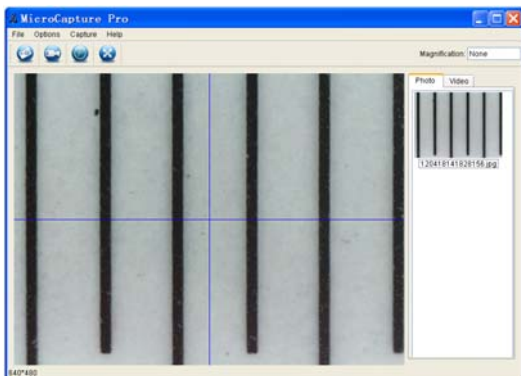 MicroCapture Pro
File Options Capture Help
Magnification: None
Photo Video
120418141828156.jpg
640*480